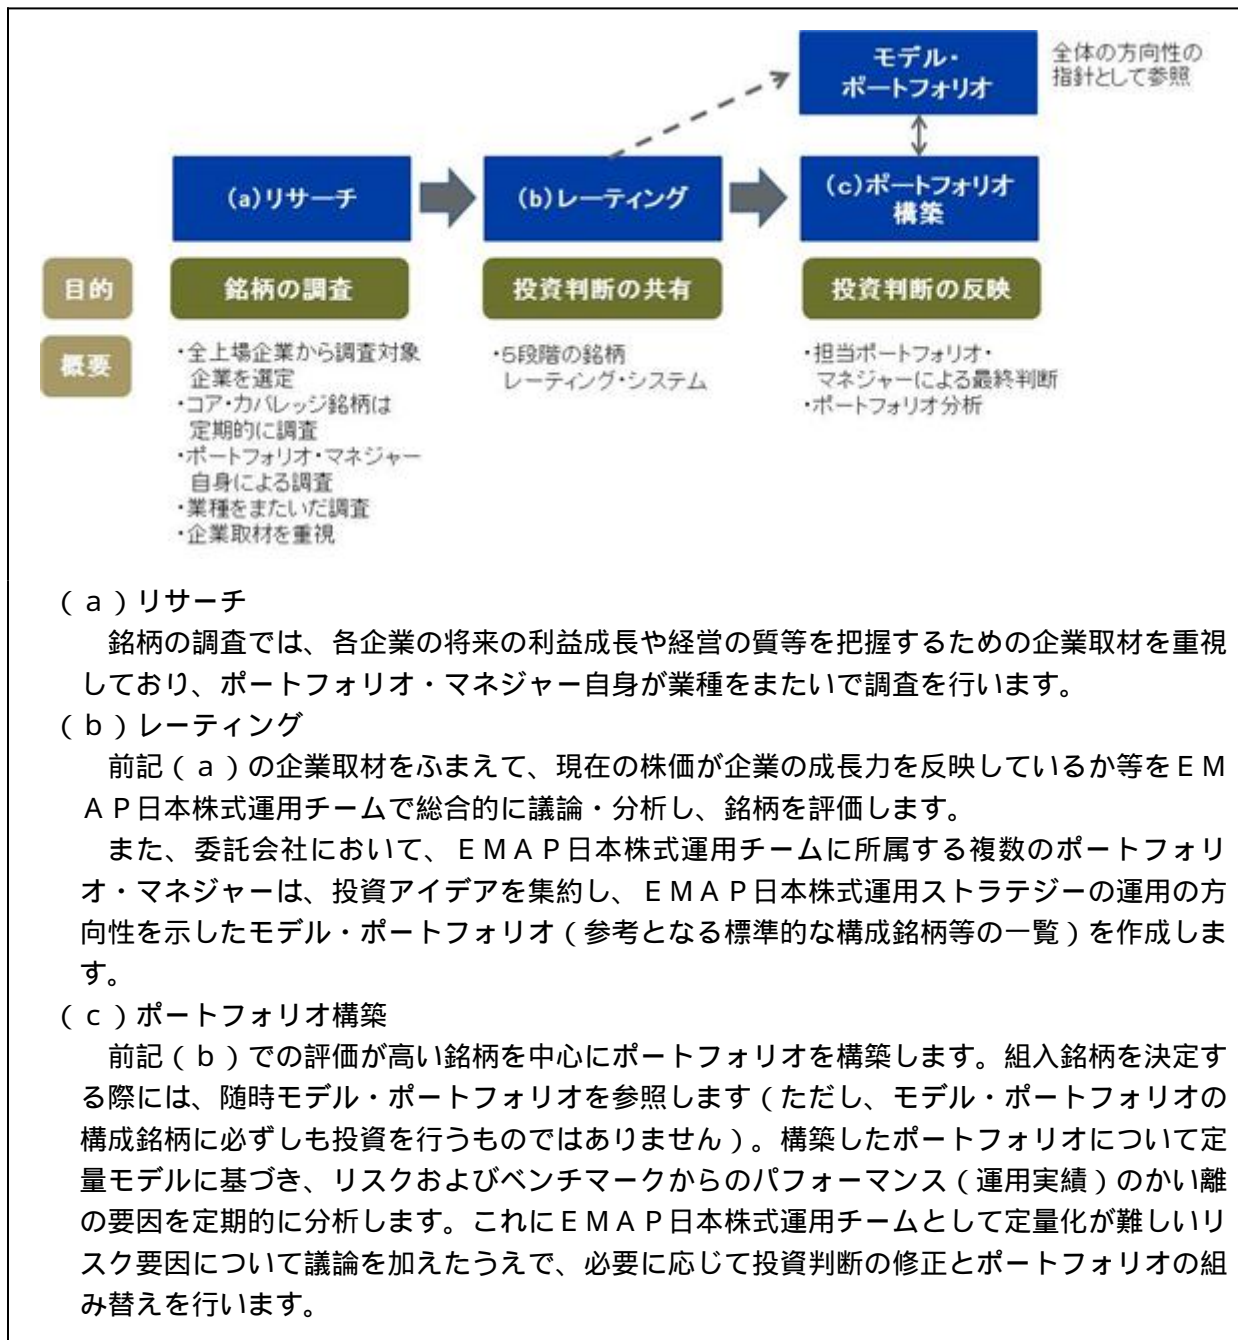 モデル・
ポートフォリオ
全体の方向性の
指針として参照
(a)リサーチ
(b)レーティング
(c)ポートフォリオ
構築
目的
銘柄の調査
投資判断の共有
投資判断の反映
概要
・全上場企業から調査対象
企業を選定
・コア・カバレッジ銘柄は
定期的に調査
・ポートフォリオ・マネジャー
自身による調査
・業種をまたいだ調査
・企業取材を重視
・5段階の銘柄
レーティング・システム
・担当ポートフォリオ・
マネジャーによる最終判断
・ポートフォリオ分析
(a)リサーチ
銘柄の調査では、各企業の将来の利益成長や経営の質等を把握するための企業取材を重視
しており、ポートフォリオ・マネジャー自身が業種をまたいで調査を行います。
(b)レーティング
前記(a)の企業取材をふまえて、現在の株価が企業の成長力を反映しているか等をEM
AP日本株式運用チームで総合的に議論・分析し、銘柄を評価します。
また、委託会社において、EMAP日本株式運用チームに所属する複数のポートフォリ
オ・マネジャーは、投資アイデアを集約し、EMAP日本株式運用ストラテジーの運用の方
向性を示したモデル・ポートフォリオ(参考となる標準的な構成銘柄等の一覧)を作成しま
す。
(c)ポートフォリオ構築
前記(b)での評価が高い銘柄を中心にポートフォリオを構築します。組入銘柄を決定す
る際には、随時モデル・ポートフォリオを参照します(ただし、モデル・ポートフォリオの
構成銘柄に必ずしも投資を行うものではありません)。構築したポートフォリオについて定
量モデルに基づき、リスクおよびベンチマークからのパフォーマンス(運用実績)のかい離
の要因を定期的に分析します。これにEMAP日本株式運用チームとして定量化が難しいリ
スク要因について議論を加えたうえで、必要に応じて投資判断の修正とポートフォリオの組
み替えを行います。